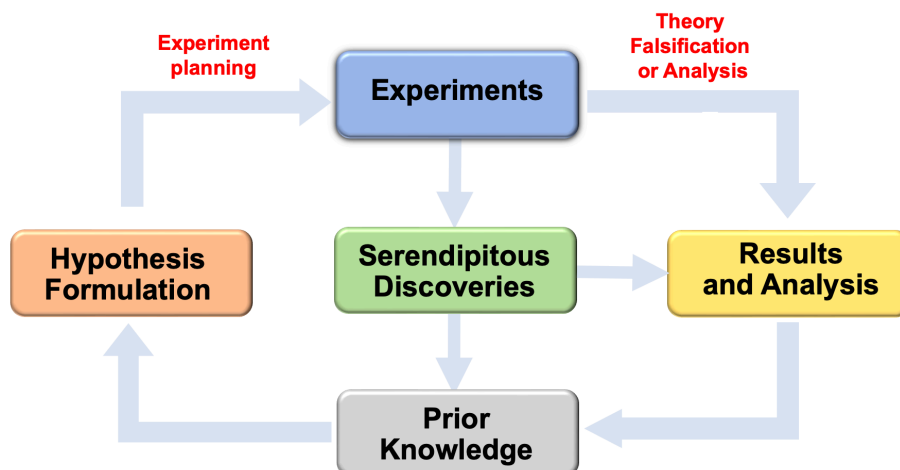 Experiment
planning
Theory
Falsification
or Analysis
Experiments
Hypothesis
Formulation
Serendipitous
Discoveries
Results
and Analysis
Prior
Knowledge